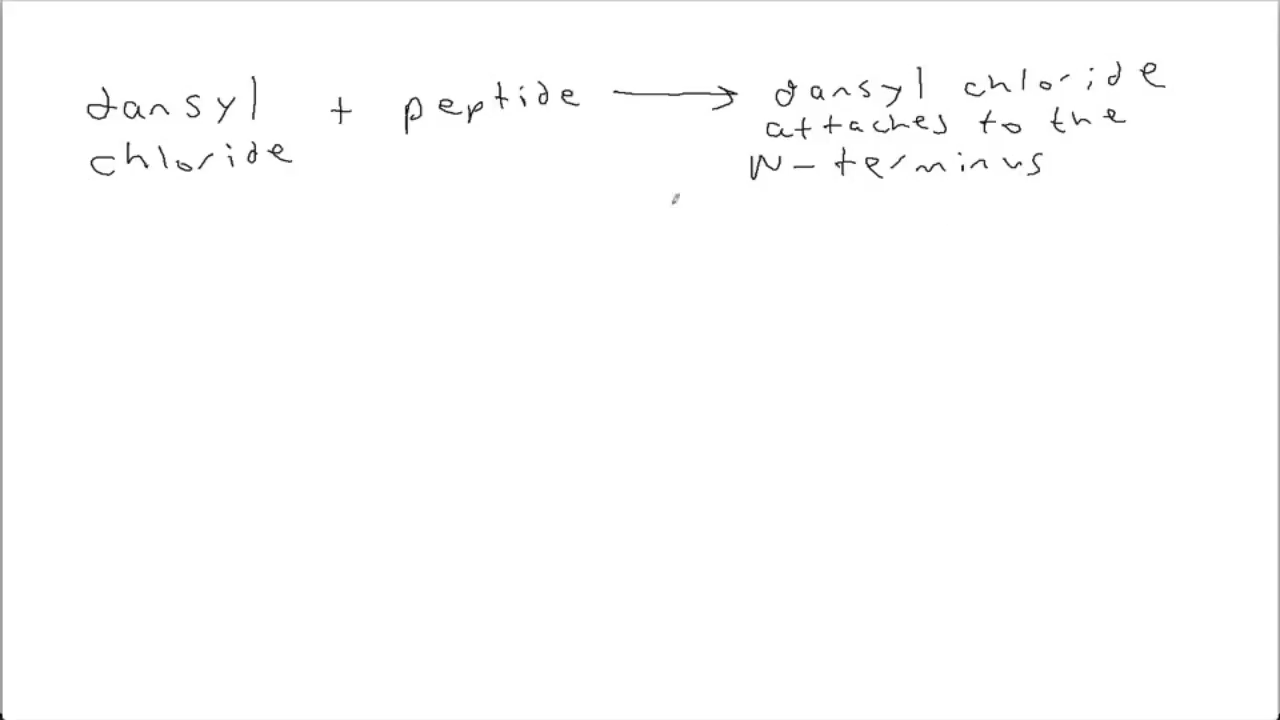 dansyl chloride + peptide ⟶ dansyl chloride
attaches to the
N-terminus